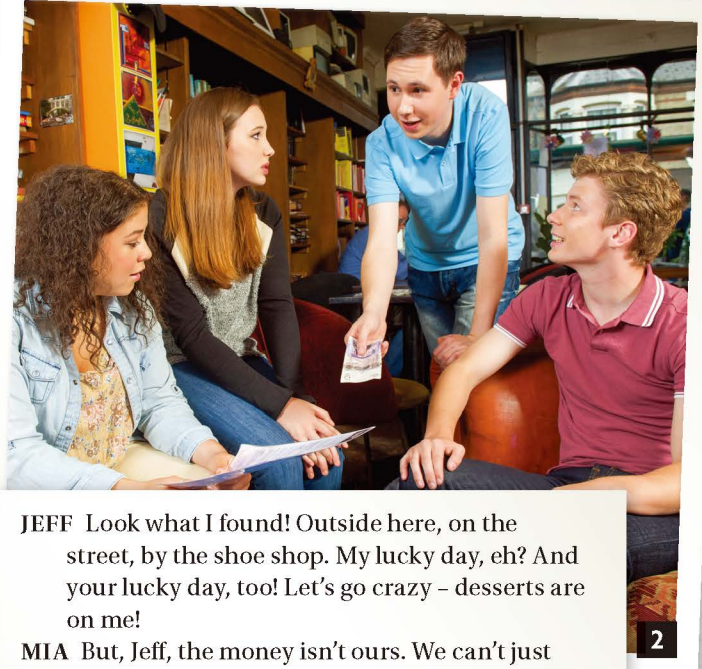 JEFF Look what I found! Outside here, on the
street, by the shoe shop. My lucky day, eh? And
your lucky day, too! Let's go crazy – desserts are
on me!
MIA But, Jeff, the money isn't ours. We can't just
2